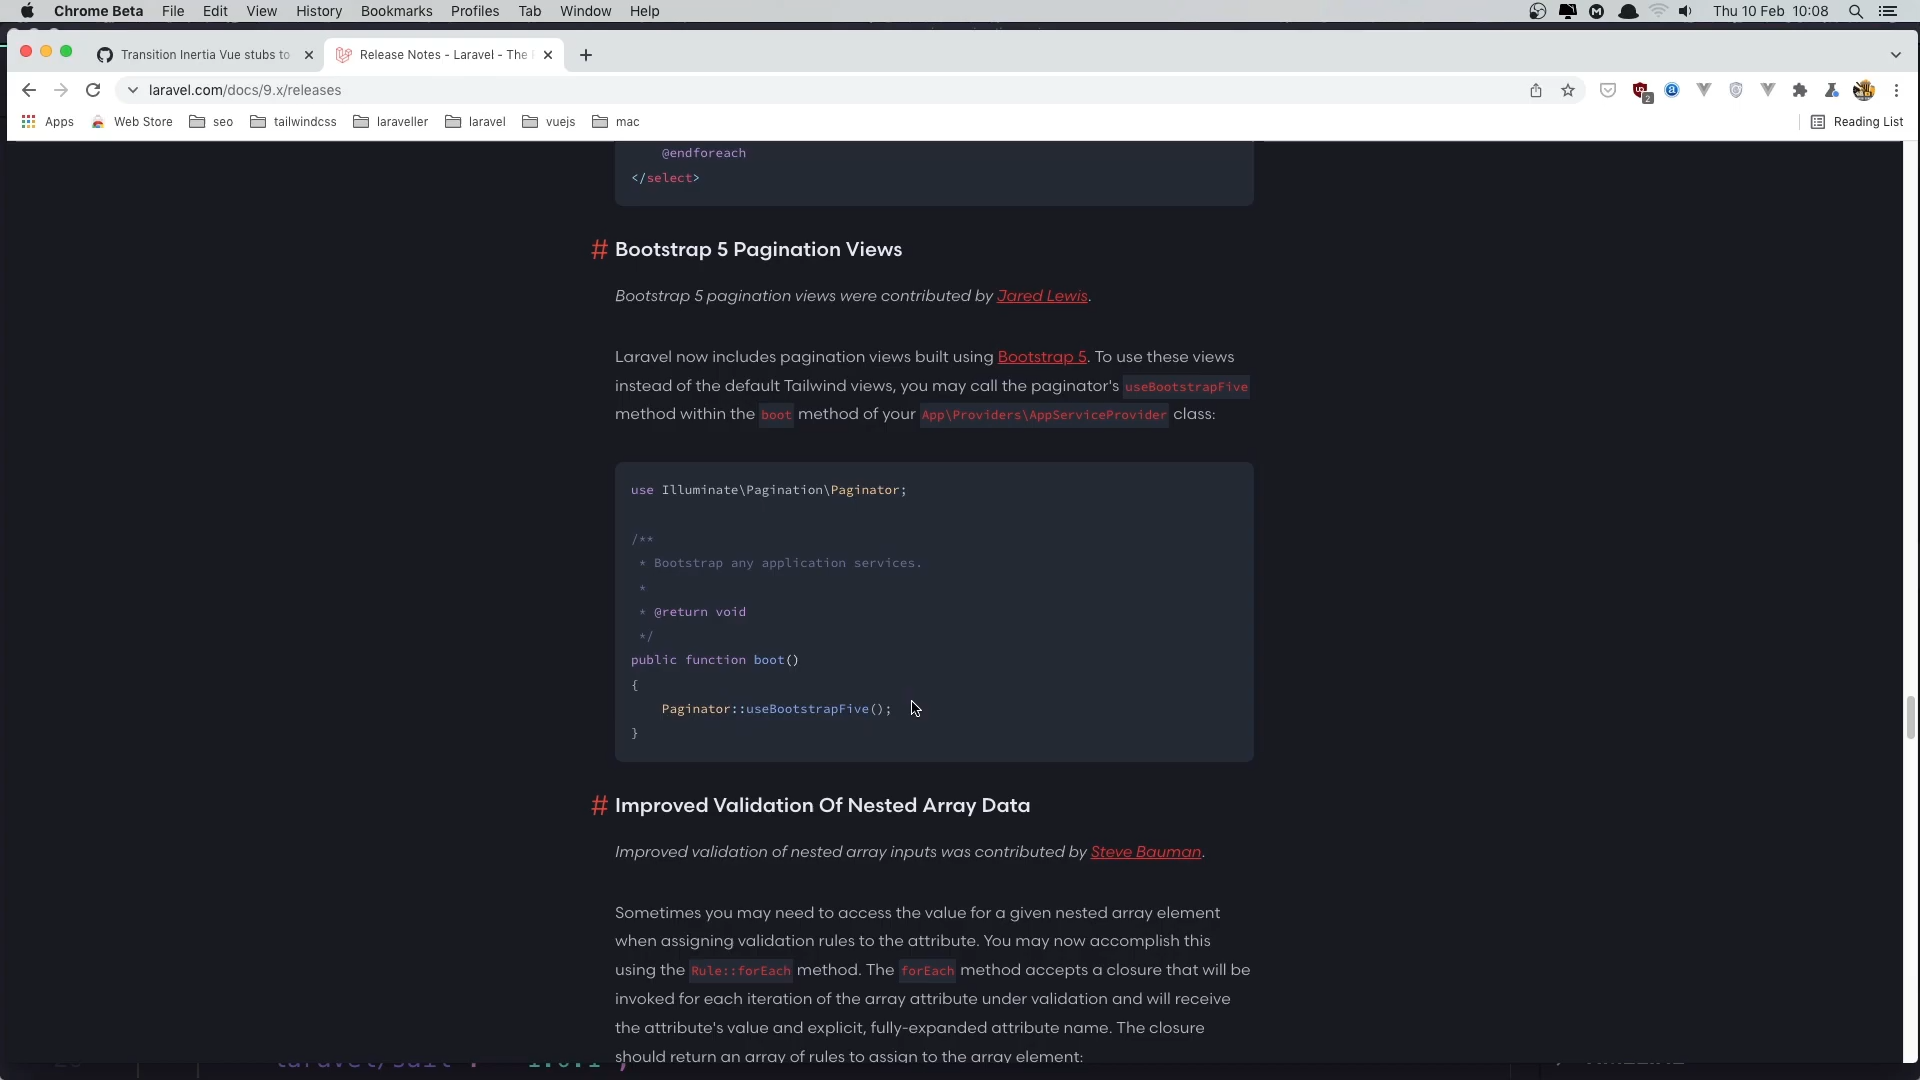 Chrome Beta File Edit View History Bookmarks Profiles Tab Window Help Thu 10 Feb 10:08
Transition Inertia Vue stubs to Release Notes - Laravel - The
laravel.com/docs/9.x/releases
2
Apps Web Store seo tailwindcss laraveller laravel vuejs mac Reading List
@endforeach
</select>
# Bootstrap 5 Pagination Views
Bootstrap 5 pagination views were contributed by Jared Lewis.
Laravel now includes pagination views built using Bootstrap 5. To use these views
instead of the default Tailwind views, you may call the paginator's useBootstrapFive
method within the boot method of your App\Providers\AppServiceProvider class:
use Illuminate\Pagination\Paginator;
/**
* Bootstrap any application services.
*
* @return void
*/
public function boot()
{
Paginator::useBootstrapFive();
}
# Improved Validation Of Nested Array Data
Improved validation of nested array inputs was contributed by Steve Bauman.
Sometimes you may need to access the value for a given nested array element
when assigning validation rules to the attribute. You may now accomplish this
using the Rule::forEach method. The forEach method accepts a closure that will be
invoked for each iteration of the array attribute under validation and will receive
the attribute's value and explicit, fully-expanded attribute name. The closure
should return an array of rules to assign to the array element: